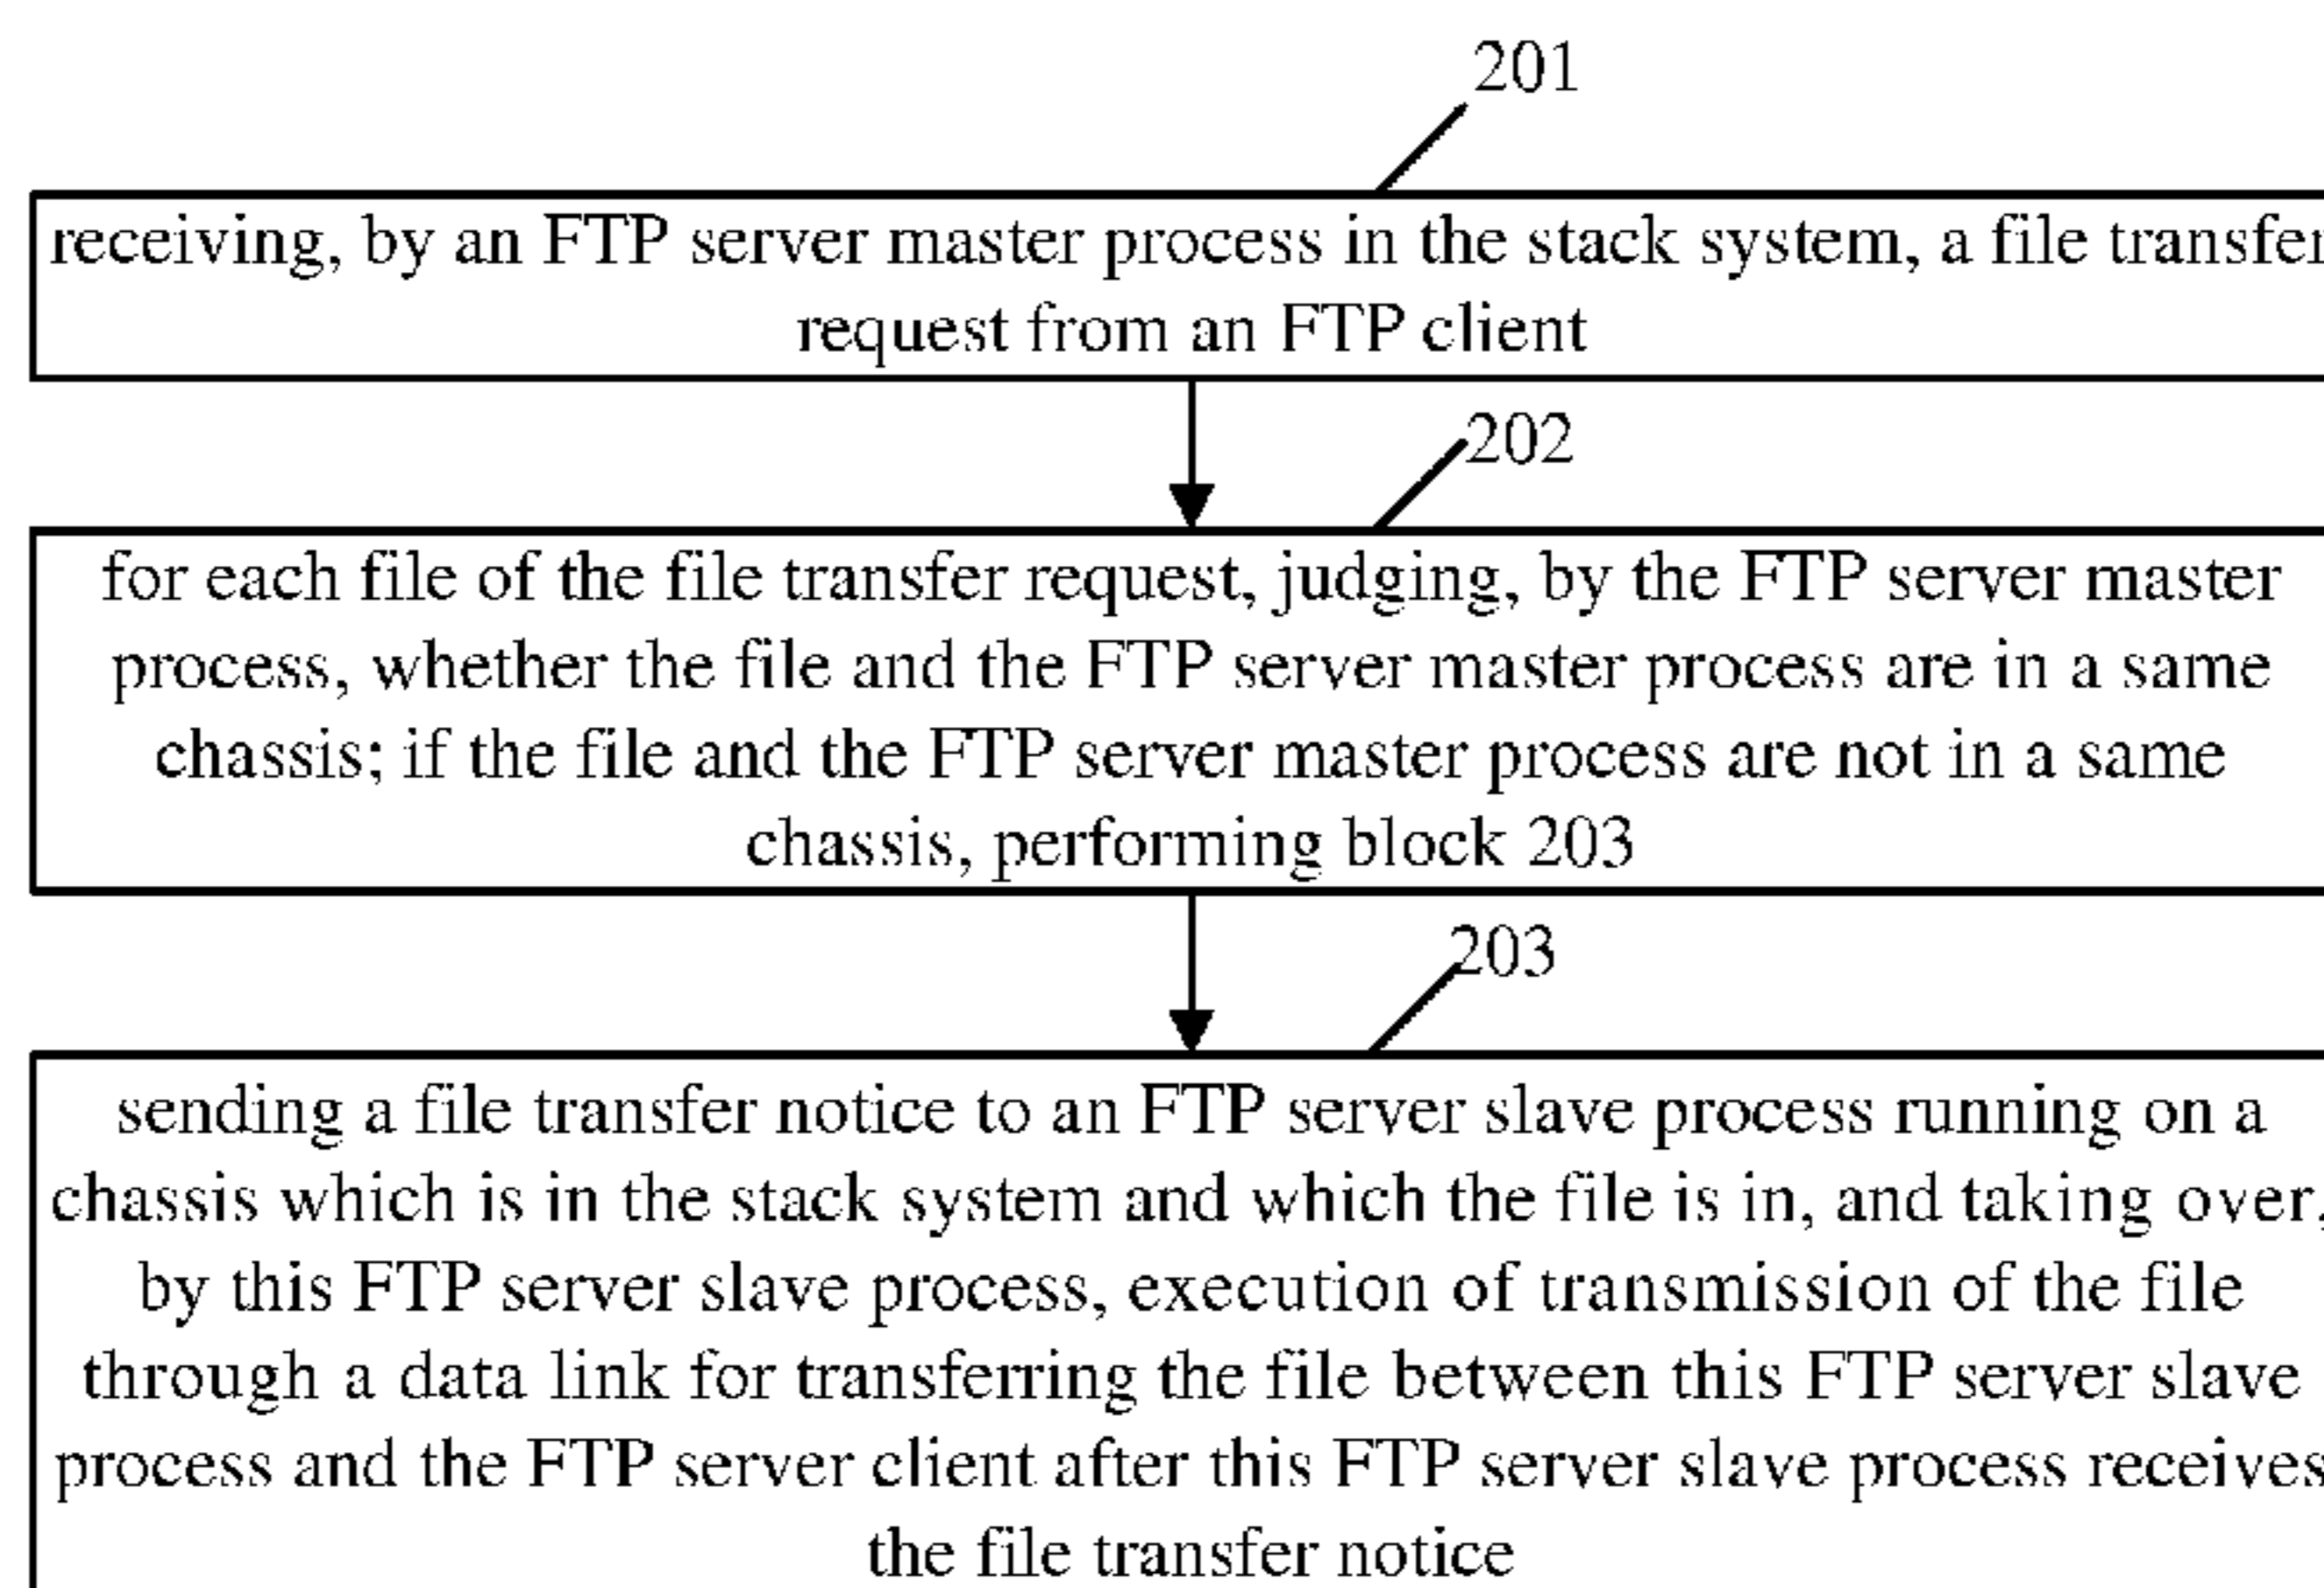 201
receiving, by an FTP server master process in the stack system, a file transfer
request from an FTP client
202
for each file of the file transfer request, judging, by the FTP server master
process, whether the file and the FTP server master process are in a same
chassis; if the file and the FTP server master process are not in a same
chassis, performing block 203
203
sending a file transfer notice to an FTP server slave process running on a
chassis which is in the stack system and which the file is in, and taking over,
by this FTP server slave process, execution of transmission of the file
through a data link for transferring the file between this FTP server slave
process and the FTP server client after this FTP server slave process receives
the file transfer notice